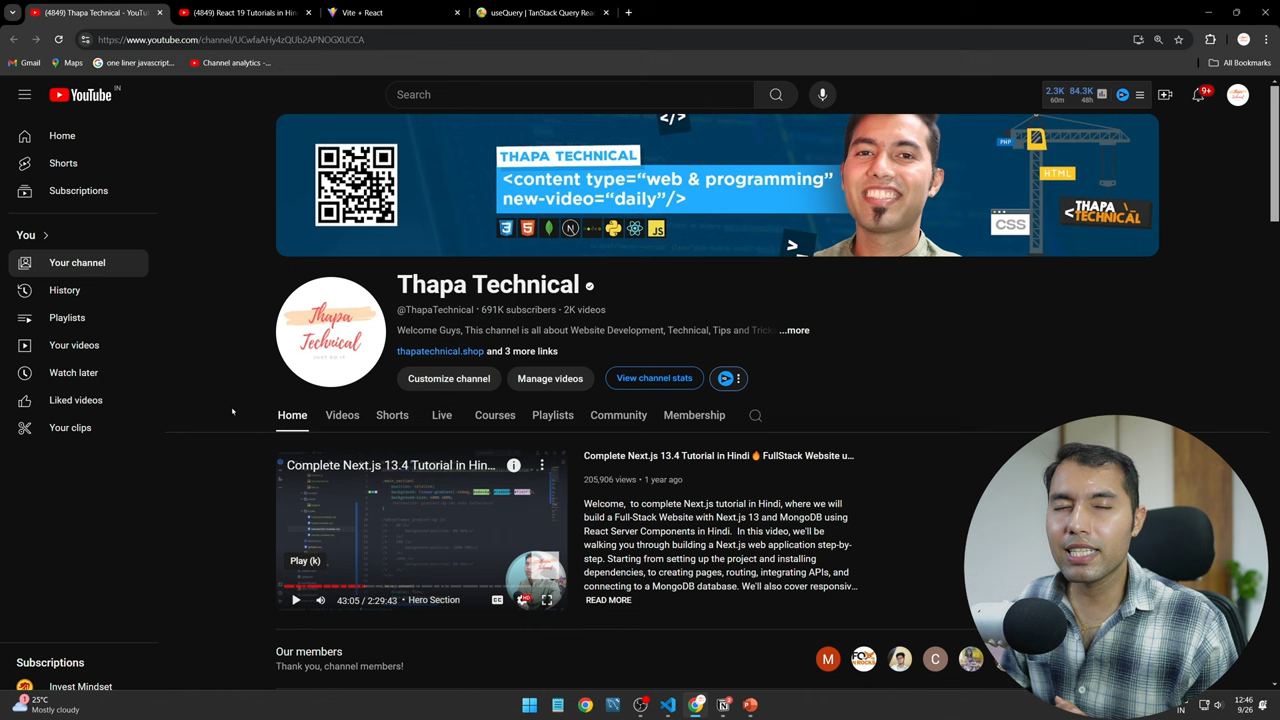 (4849) Thapa Technical - YouTu
(4849) React 19 Tutorials in Hin
Vite + React
useQuery | TanStack Query Rea
https://www.youtube.com/channel/UCwfaAHy4zQUb2APNOGXUCCA
Gmail
Maps
one liner javascript...
Channel analytics -...
All Bookmarks
YouTube IN
Search
2.3K 84.3K
60m 48h
9+
Home
Shorts
Subscriptions
You
Your channel
History
Playlists
Your videos
Watch later
Liked videos
Your clips
Subscriptions
Invest Mindset
</>
THAPA TECHNICAL
<content type="web & programming"
new-video="daily"/>
JS
>
PHP
HTML
CSS
<THAPA
TECHNICAL
Thapa
Technical
JUST DO IT
Thapa Technical
@ThapaTechnical · 691K subscribers · 2K videos
Welcome Guys, This channel is all about Website Development, Technical, Tips and Tricks ...more
thapatechnical.shop and 3 more links
Customize channel
Manage videos
View channel stats
Home
Videos
Shorts
Live
Courses
Playlists
Community
Membership
Complete Next.js 13.4 Tutorial in Hin...
Play (k)
43:05 / 2:29:43 · Hero Section
CC
HD
Complete Next.js 13.4 Tutorial in Hindi 🔥 FullStack Website u...
205,906 views · 1 year ago
Welcome, to complete Next.js tutorial in Hindi, where we will
build a Full-Stack Website with Next.js 13 and MongoDB using
React Server Components in Hindi. In this video, we'll be
walking you through building a Next.js web application step-by-
step. Starting from setting up the project and installing
dependencies, to creating pages, routing, integrating APIs, and
connecting to a MongoDB database. We'll also cover responsiv...
READ MORE
Our members
Thank you, channel members!
M
C
25°C
Mostly cloudy
IN
12:46
9/26